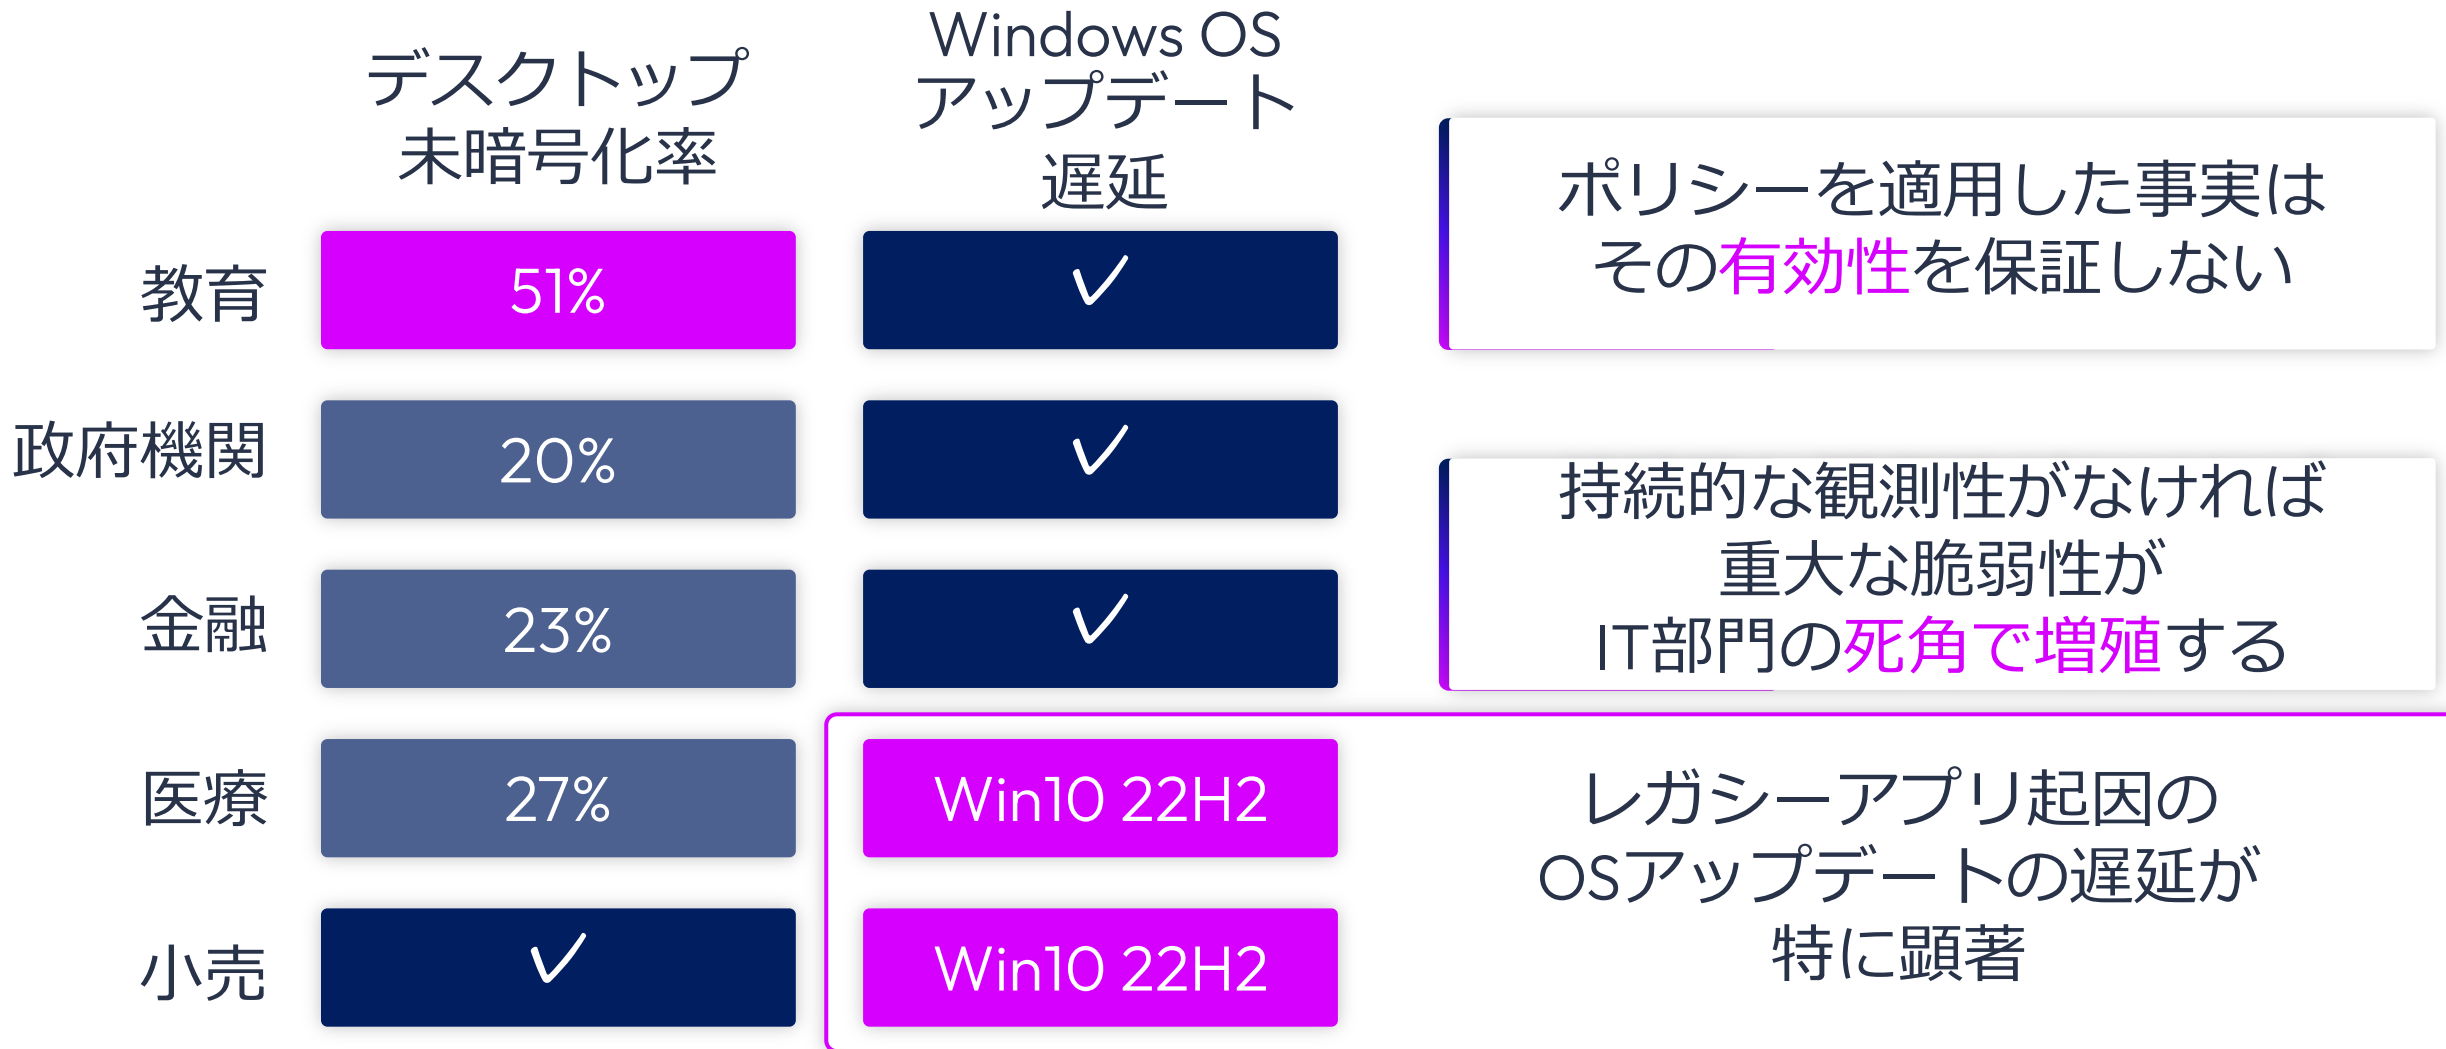 デスクトップ
未暗号化率
Windows OS
アップデート
遅延
教育
51%
✓
政府機関
20%
✓
金融
23%
✓
医療
27%
Win10 22H2
小売
✓
Win10 22H2
ポリシーを適用した事実は
その有効性を保証しない
持続的な観測性がなければ
重大な脆弱性が
IT部門の死角で増殖する
レガシーアプリ起因の
OSアップデートの遅延が
特に顕著